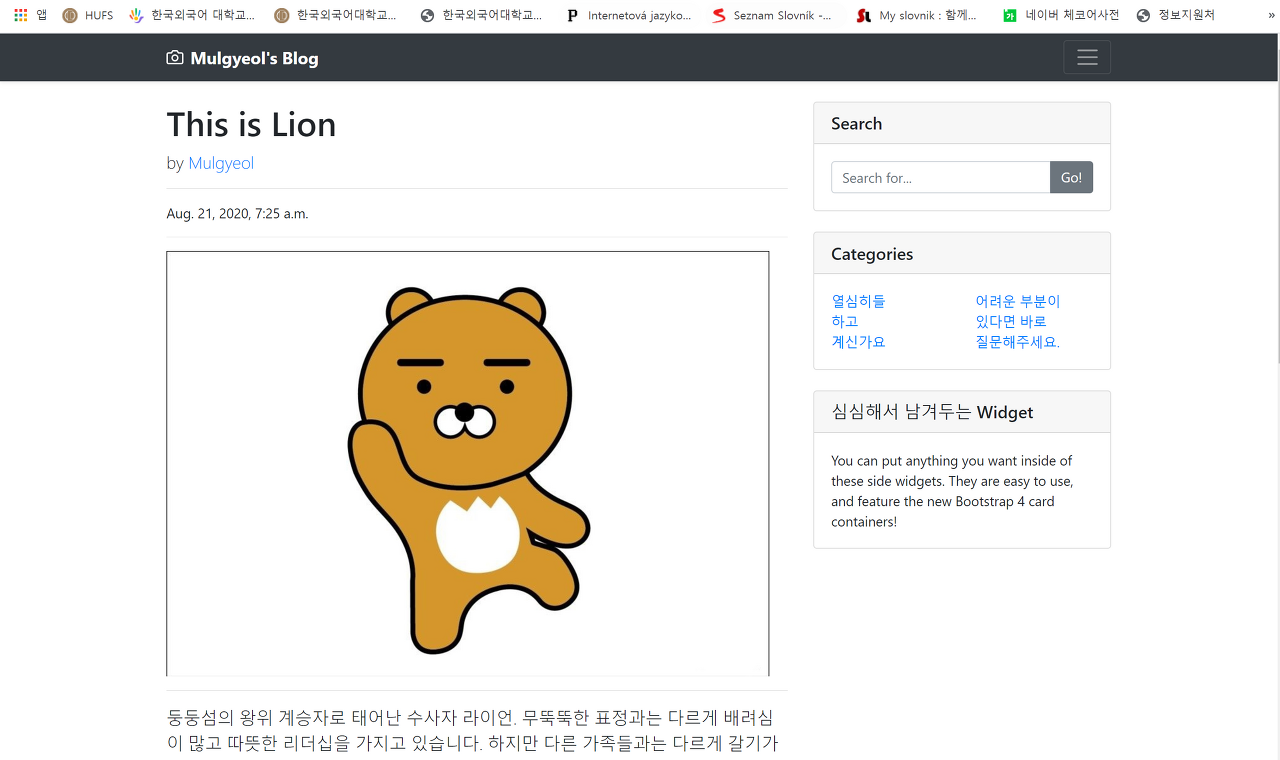 앱 HUFS 한국외국어 대학교... 한국외국어대학교... 한국외국어대학교... Internetová jazyko... Seznam Slovník -... My slovnik : 함께... 네이버 체코어사전 정보지원처 »
Mulgyeol's Blog
This is Lion
by Mulgyeol
Aug. 21, 2020, 7:25 a.m.
둥둥섬의 왕위 계승자로 태어난 수사자 라이언. 무뚝뚝한 표정과는 다르게 배려심
이 많고 따뜻한 리더십을 가지고 있습니다. 하지만 다른 가족들과는 다르게 갈기가
Search
Search for... Go!
Categories
열심히들 어려운 부분이
하고 있다면 바로
계신가요 질문해주세요.
심심해서 남겨두는 Widget
You can put anything you want inside of
these side widgets. They are easy to use,
and feature the new Bootstrap 4 card
containers!